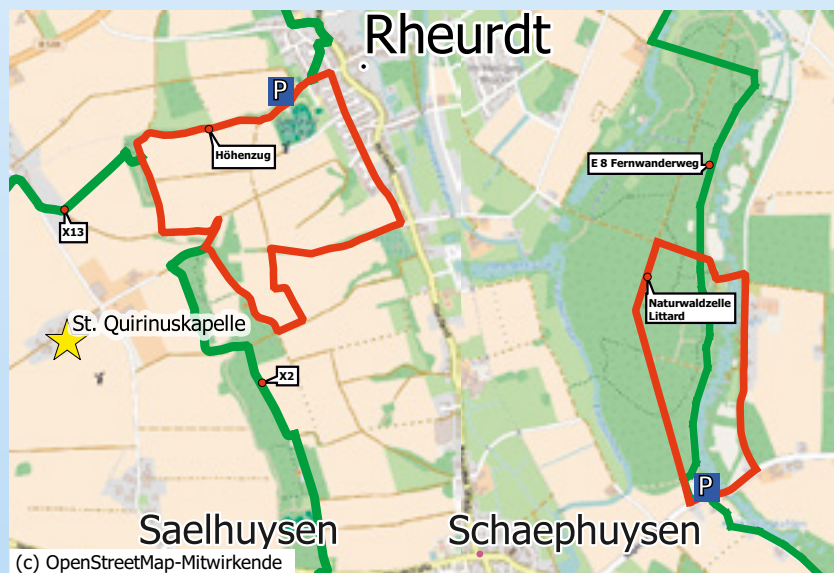 Rheurdt
P
Höhenzug
E 8 Fernwanderweg
X13
Naturwaldzelle
Littard
St. Quirinuskapelle
X2
P
Saelhuysen
Schaephuysen
(c) OpenStreetMap-Mitwirkende